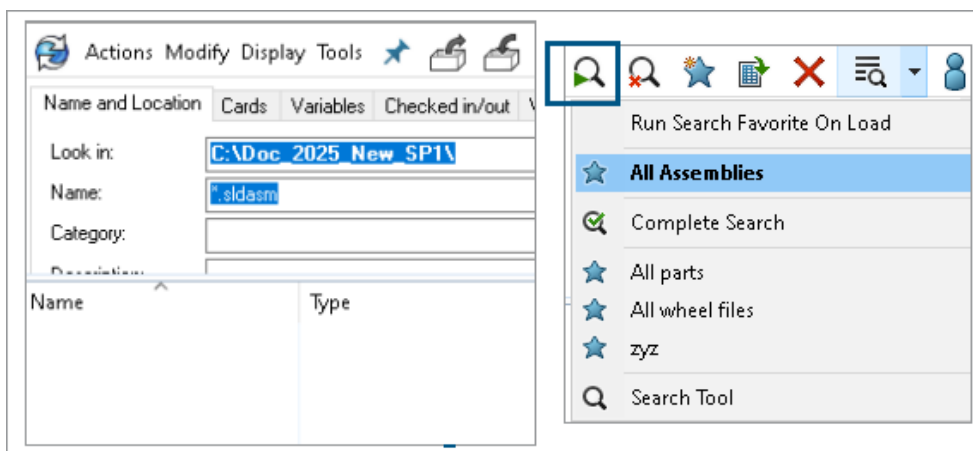 Actions Modify Display Tools
Name and Location Cards Variables Checked in/out
Look in: C:\Doc_2025_New_SP1\
Name: *.sldasm
Category:
Description:
Name Type
Run Search Favorite On Load
All Assemblies
Complete Search
All parts
All wheel files
zyz
Search Tool